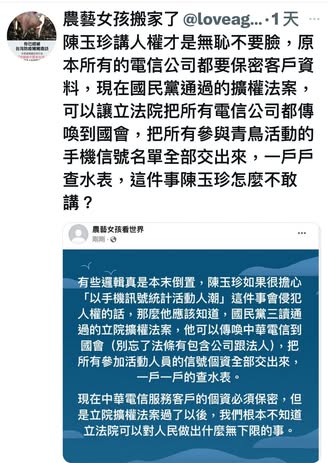 農藝女孩搬家了 @loveag... · 1 天
陳玉珍講人權才是無恥不要臉，原
本所有的電信公司都要保密客戶資
料，現在國民黨通過的擴權法案，
可以讓立法院把所有電信公司都傳
喚到國會，把所有參與青鳥活動的
手機信號名單全部交出來，一戶戶
查水表，這件事陳玉珍怎麼不敢
講？
農藝女孩看世界
剛剛 ·
有些邏輯真是本末倒置，陳玉珍如果很擔心
「以手機訊號統計活動人潮」這件事會侵犯
人權的話，那麼他應該知道，國民黨三讀通
過的立院擴權法案，他可以傳喚中華電信到
國會（別忘了法條有包含公司跟法人），把
所有參加活動人員的信號個資全部交出來，
一戶一戶的查水表。
現在中華電信服務客戶的個資必須保密，但
是立院擴權法案過了以後，我們根本不知道
立法院可以對人民做出什麼無下限的事。